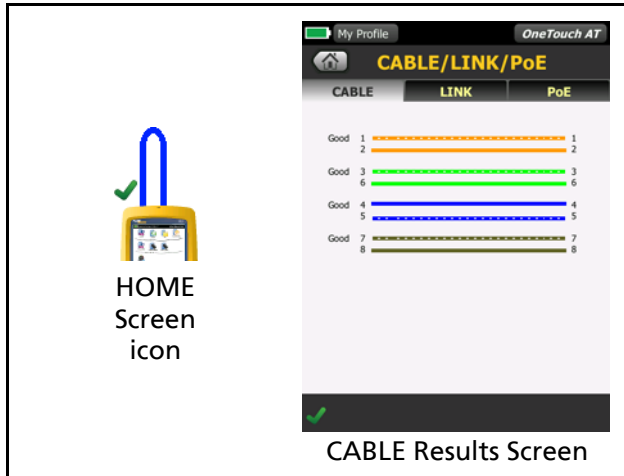 My Profile OneTouch AT
CABLE/LINK/PoE
CABLE LINK PoE
Good 1 1
2 2
Good 3 3
6 6
Good 4 4
5 5
Good 7 7
8 8
HOME
Screen
icon
CABLE Results Screen